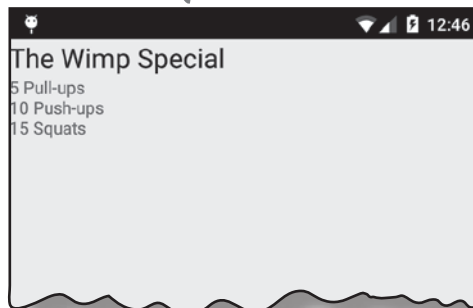 12:46
The Wimp Special
5 Pull-ups
10 Push-ups
15 Squats